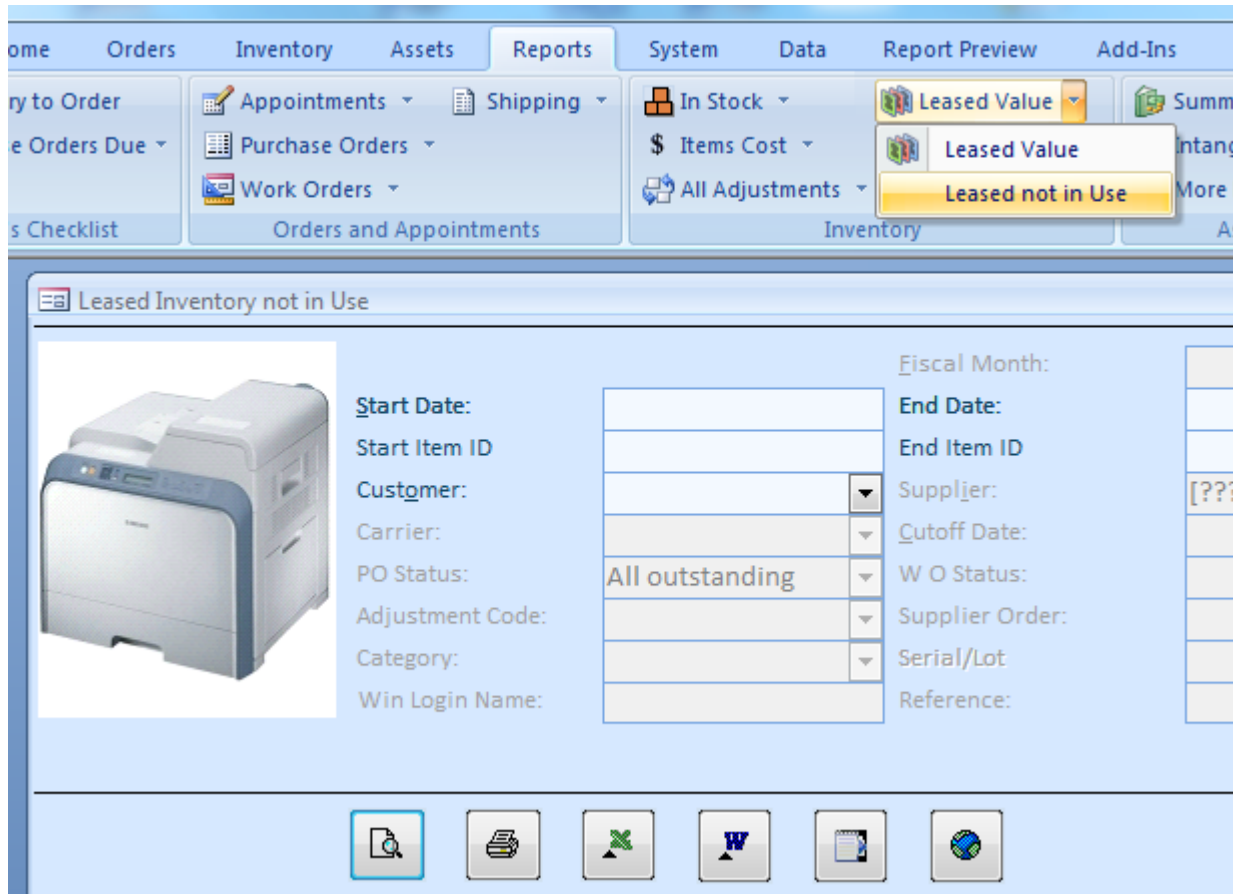 ome Orders Inventory Assets Reports System Data Report Preview Add-Ins
ry to Order Appointments Shipping In Stock Leased Value Summ
e Orders Due Purchase Orders $ Items Cost Leased Value Intang
Work Orders All Adjustments Leased not in Use More
s Checklist Orders and Appointments Inventory A
Leased Inventory not in Use
Fiscal Month:
Start Date: End Date:
Start Item ID End Item ID
Customer: Supplier: [???
Carrier: Cutoff Date:
PO Status: All outstanding W O Status:
Adjustment Code: Supplier Order:
Category: Serial/Lot
Win Login Name: Reference:
W